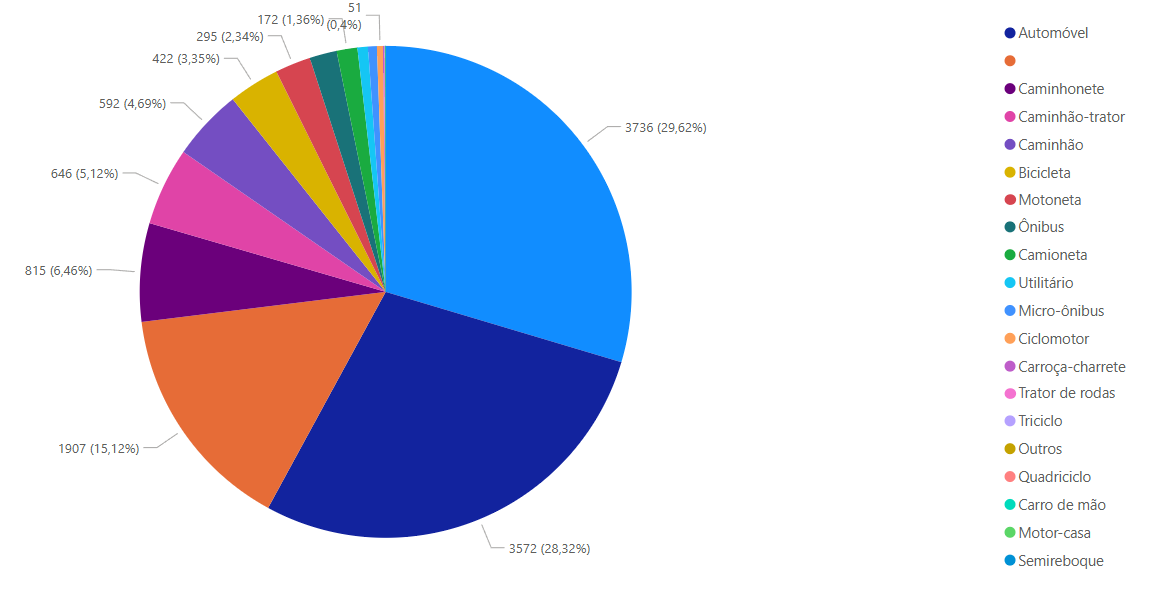 51
(0,4%)
172 (1,36%)
295 (2,34%)
422 (3,35%)
592 (4,69%)
646 (5,12%)
815 (6,46%)
1907 (15,12%)
3572 (28,32%)
3736 (29,62%)
Automóvel
Caminhonete
Caminhão-trator
Caminhão
Bicicleta
Motoneta
Ônibus
Camioneta
Utilitário
Micro-ônibus
Ciclomotor
Carroça-charrete
Trator de rodas
Triciclo
Outros
Quadriciclo
Carro de mão
Motor-casa
Semireboque